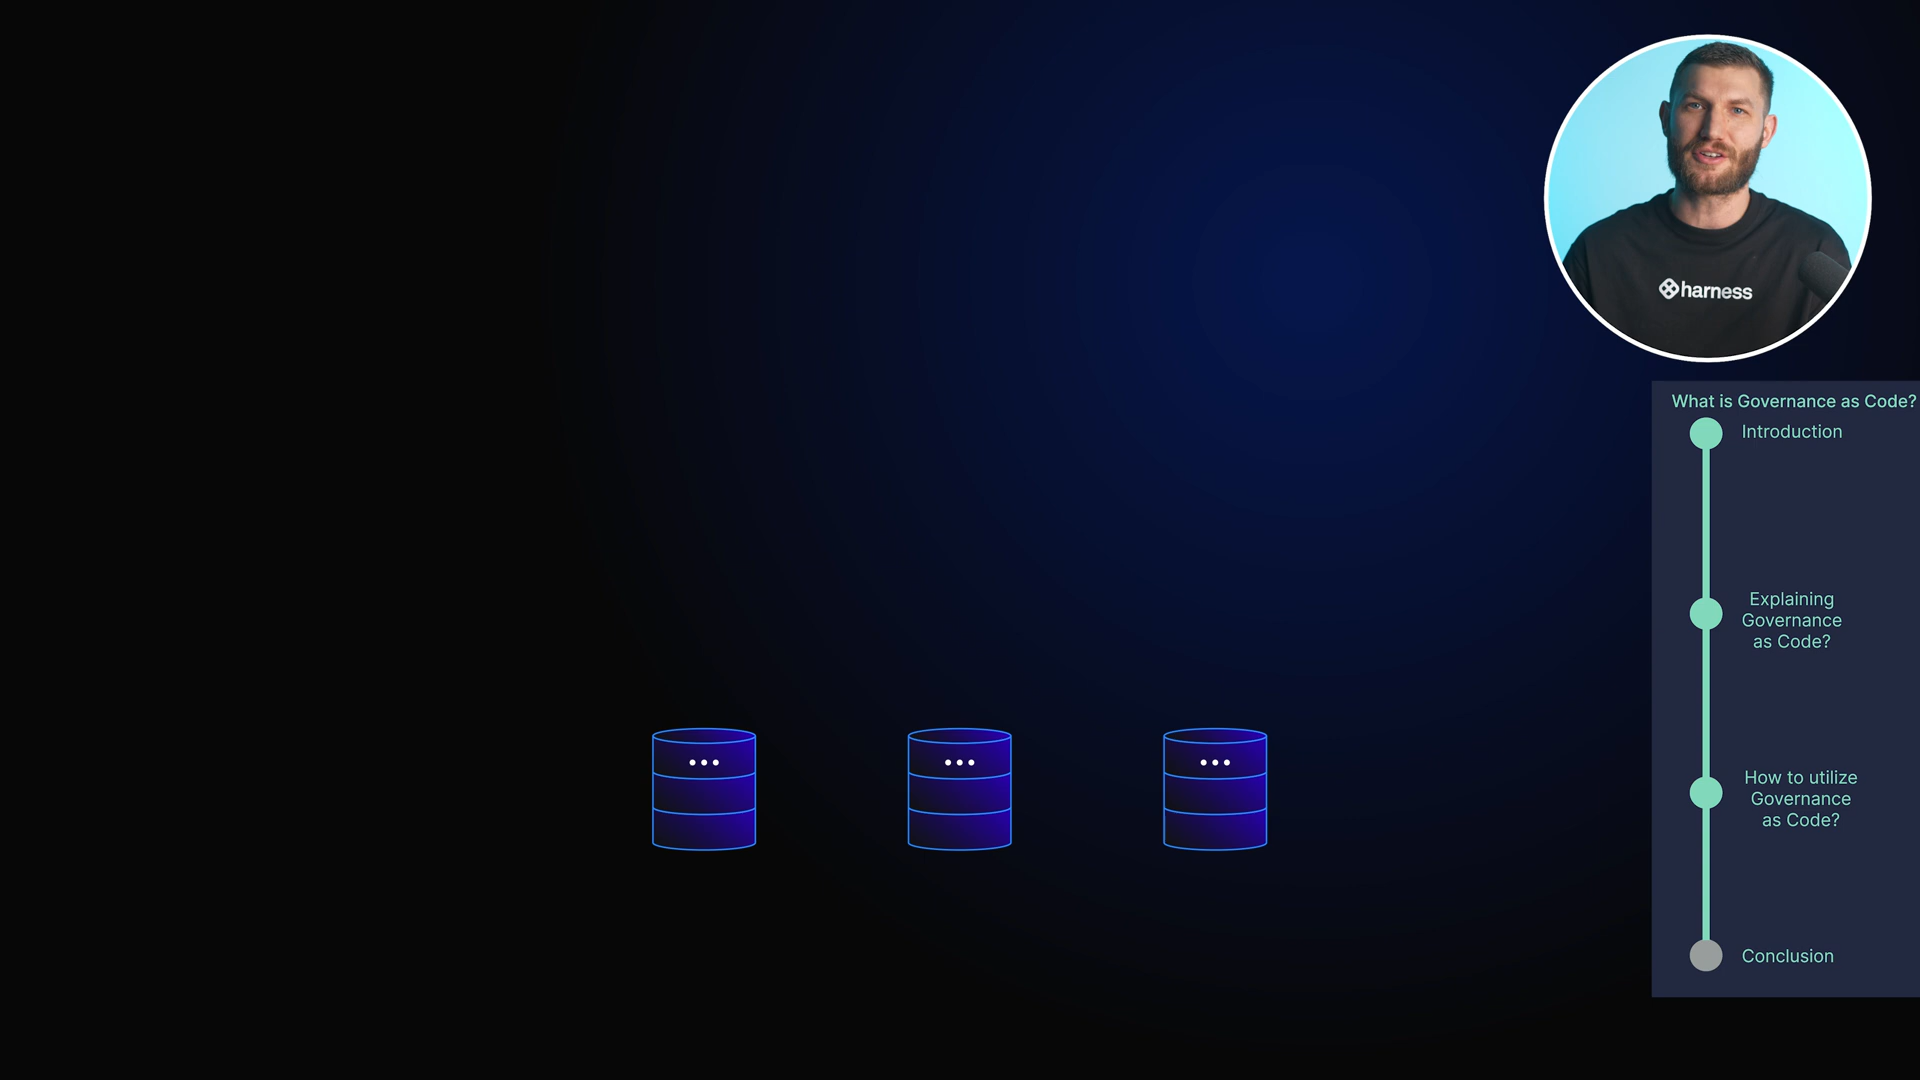 harness
What is Governance as Code?
Introduction
Explaining
Governance
as Code?
How to utilize
Governance
as Code?
Conclusion